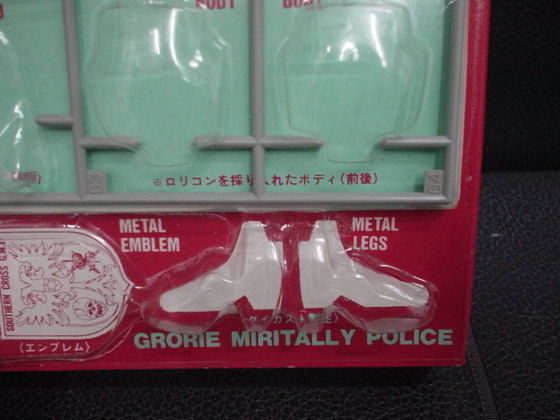 BODY
BODY
※ロリコンを採り入れたボディ(前後)
METAL
EMBLEM
METAL
LEGS
SOUTHERN CROSS G.M.P
(エンブレム)
GRORIE MIRITALLY POLICE